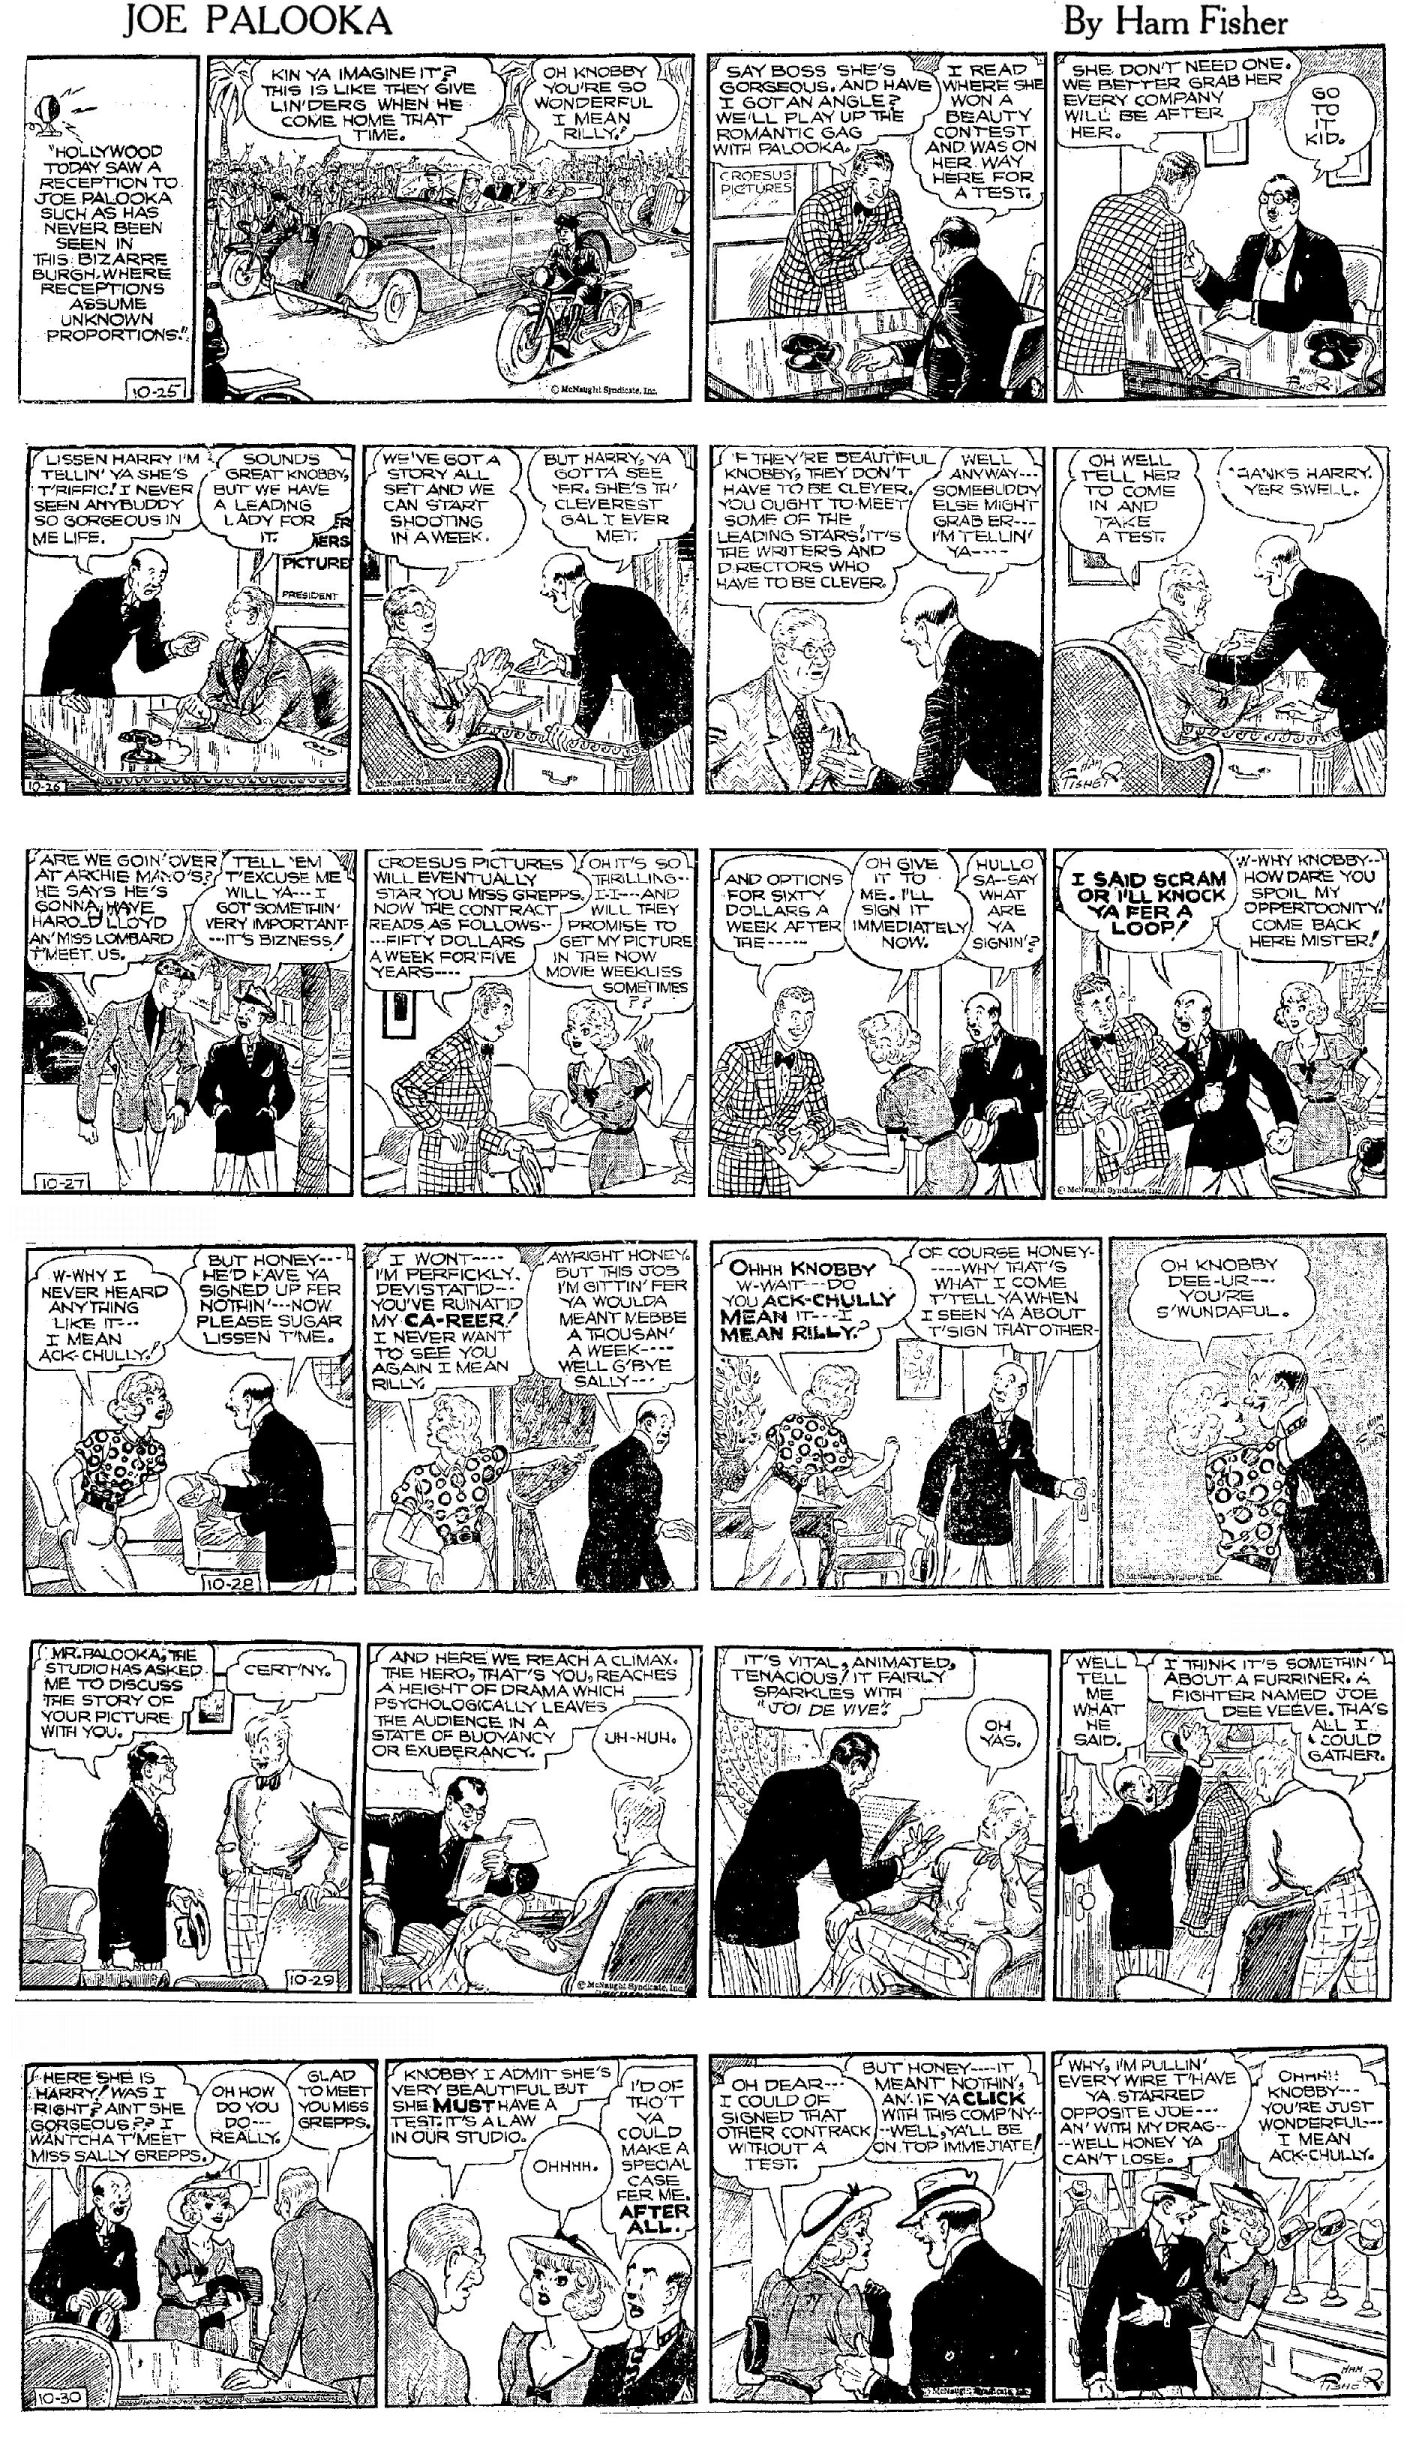 JOE PALOOKA
By Ham Fisher
"HOLLYWOOD
TODAY SAW A
RECEPTION TO
JOE PALOOKA
SUCH AS HAS
NEVER BEEN
SEEN IN
THIS BIZARRE
BURGH. WHERE
RECEPTIONS
ASSUME
UNKNOWN
PROPORTIONS."
10-25
KIN YA IMAGINE IT?
THIS IS LIKE THEY GIVE
LIN'DERG WHEN HE
COME HOME THAT
TIME.
OH KNOBBY
YOU'RE SO
WONDERFUL
I MEAN
RILLY!
© McNaught Syndicate, Inc.
SAY BOSS SHE'S
GORGEOUS. AND HAVE
I GOT AN ANGLE?
WE'LL PLAY UP THE
ROMANTIC GAG
WITH PALOOKA.
I READ
WHERE SHE
WON A
BEAUTY
CONTEST
AND WAS ON
HER WAY
HERE FOR
A TEST.
CROESUS
PICTURES
SHE DON'T NEED ONE.
WE BETTER GRAB HER
EVERY COMPANY
WILL BE AFTER
HER.
GO
TO
IT
KID.
HAM
FISHER
LISSEN HARRY I'M
TELLIN' YA SHE'S
T'RIFFIC! I NEVER
SEEN ANYBUDDY
SO GORGEOUS IN
ME LIFE.
SOUNDS
GREAT KNOBBY,
BUT WE HAVE
A LEADING
LADY FOR
IT.
ER
NERS
PICTURE
PRESIDENT
10-26
WE'VE GOT A
STORY ALL
SET AND WE
CAN START
SHOOTING
IN A WEEK.
BUT HARRY, YA
GOTTA SEE
'ER. SHE'S TH'
CLEVEREST
GAL I EVER
MET.
© McNaught Syndicate, Inc.
'F THEY'RE BEAUTIFUL
KNOBBY, THEY DON'T
HAVE TO BE CLEVER.
YOU OUGHT TO MEET
SOME OF THE
LEADING STARS! IT'S
THE WRITERS AND
D.RECTORS WHO
HAVE TO BE CLEVER.
WELL
ANYWAY---
SOMEBUDDY
ELSE MIGHT
GRAB ER---
I'M TELLIN'
YA----
OH WELL
TELL HER
TO COME
IN AND
TAKE
A TEST.
HANKS HARRY.
YER SWELL.
HAM
FISHER
ARE WE GOIN' OVER
AT ARCHIE MAYO'S?
HE SAYS HE'S
GONNA HAVE
HAROLD LLOYD
AN' MISS LOMBARD
T'MEET US.
TELL 'EM
T'EXCUSE ME
WILL YA---I
GOT SOMETHIN'
VERY IMPORTANT-
---IT'S BIZNESS!
10-27
CROESUS PICTURES
WILL EVENTUALLY
STAR YOU MISS GREPPS.
NOW THE CONTRACT
READS AS FOLLOWS--
---FIFTY DOLLARS
A WEEK FOR FIVE
YEARS----
OH IT'S SO
THRILLING--
I-I---AND
WILL THEY
PROMISE TO
GET MY PICTURE
IN THE NOW
MOVIE WEEKLIES
SOMETIMES
??
AND OPTIONS
FOR SIXTY
DOLLARS A
WEEK AFTER
THE-----
OH GIVE
IT TO
ME. I'LL
SIGN IT
IMMEDIATELY
NOW.
HULLO
SA--SAY
WHAT
ARE
YA
SIGNIN'?
I SAID SCRAM
OR I'LL KNOCK
YA FER A
LOOP!
W-WHY KNOBBY--
HOW DARE YOU
SPOIL MY
OPPERTOONITY!
COME BACK
HERE MISTER!
© McNaught Syndicate, Inc.
W-WHY I
NEVER HEARD
ANYTHING
LIKE IT---
I MEAN
ACK-CHULLY!
BUT HONEY---
HE'D HAVE YA
SIGNED UP FER
NOTHIN'---NOW
PLEASE SUGAR
LISSEN T'ME.
10-28
I WONT----
I'M PERFICKLY.
DEVISTATID---
YOU'VE RUINATID
MY CA-REER!
I NEVER WANT
TO SEE YOU
AGAIN I MEAN
RILLY.
AWRIGHT HONEY.
BUT THIS JOB
I'M GITTIN' FER
YA WOULDA
MEANT MEBBE
A THOUSAN'
A WEEK----
WELL G'BYE
SALLY---
OHHH KNOBBY
W-WAIT---DO
YOU ACK-CHULLY
MEAN IT---I
MEAN RILLY?
OF COURSE HONEY-
----WHY THAT'S
WHAT I COME
T'TELL YA WHEN
I SEEN YA ABOUT
T'SIGN THAT OTHER-
OH KNOBBY
DEE-UR---
YOU'RE
S'WUNDAFUL.
© McNaught Syndicate, Inc.
MR. PALOOKA, THE
STUDIO HAS ASKED
ME TO DISCUSS
THE STORY OF
YOUR PICTURE
WITH YOU.
CERT'NY.
10-29
AND HERE WE REACH A CLIMAX.
THE HERO, THAT'S YOU, REACHES
A HEIGHT OF DRAMA WHICH
PSYCHOLOGICALLY LEAVES
THE AUDIENCE IN A
STATE OF BUOYANCY
OR EXUBERANCY.
UH-HUH.
© McNaught Syndicate, Inc.
IT'S VITAL, ANIMATED,
TENACIOUS! IT FAIRLY
SPARKLES WITH
"JOI DE VIVE".
OH
YAS.
WELL
TELL
ME
WHAT
HE
SAID.
I THINK IT'S SOMETHIN'
ABOUT A FURRINER. A
FIGHTER NAMED JOE
DEE VEEVE. THA'S
ALL I
COULD
GATHER.
HERE SHE IS
HARRY! WAS I
RIGHT? AINT SHE
GORGEOUS?? I
WANTCHA T'MEET
MISS SALLY GREPPS.
OH HOW
DO YOU
DO---
REALLY.
GLAD
TO MEET
YOU MISS
GREPPS.
10-30
KNOBBY I ADMIT SHE'S
VERY BEAUTIFUL BUT
SHE MUST HAVE A
TEST. IT'S A LAW
IN OUR STUDIO.
OHHHH.
I'D OF
THO'T
YA
COULD
MAKE A
SPECIAL
CASE
FER ME.
AFTER
ALL.
OH DEAR---
I COULD OF
SIGNED THAT
OTHER CONTRACK
WITHOUT A
TEST.
BUT HONEY----IT
MEANT NOTHIN',
AN' IF YA CLICK
WITH THIS COMP'NY--
--WELL, YA'LL BE
ON TOP IMMEJIATE!
WHY, I'M PULLIN'
EVERY WIRE T'HAVE
YA STARRED
OPPOSITE JOE---
AN' WITH MY DRAG--
--WELL HONEY YA
CAN'T LOSE.
OHHH!!
KNOBBY---
YOU'RE JUST
WONDERFUL---
I MEAN
ACK-CHULLY.
HAM
FISHER